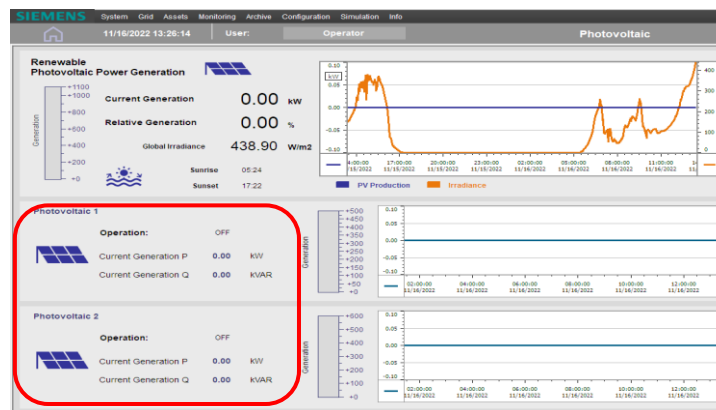 SIEMENS System Grid Assets Monitoring Archive Configuration Simulation Info
11/16/2022 13:26:14 User: Operator Photovoltaic
Renewable
Photovoltaic Power Generation
+1100
+1000
+800
+600
+400
+200
+0
Generation
Current Generation 0.00 kW
Relative Generation 0.00 %
Global Irradiance 438.90 W/m2
Sunrise 05:24
Sunset 17:22
0.10
kW
0.05
0.00
-0.05
-0.10
400
300
200
100
0
17:00:00 20:00:00 23:00:00 02:00:00 05:00:00 08:00:00 11:00:00
11/15/2022 11/15/2022 11/15/2022 11/15/2022 11/16/2022 11/16/2022 11/16/2022 11/16/2022
PV Production Irradiance
Photovoltaic 1
Operation: OFF
Current Generation P 0.00 kW
Current Generation Q 0.00 kVAR
Generation
+500
+450
+400
+350
+300
+250
+200
+150
+100
+50
+0
0.10
0.05
0.00
-0.05
-0.10
02:00:00 04:00:00 06:00:00 08:00:00 10:00:00 12:00:00
11/16/2022 11/16/2022 11/16/2022 11/16/2022 11/16/2022 11/16/2022
Photovoltaic 2
Operation: OFF
Current Generation P 0.00 kW
Current Generation Q 0.00 kVAR
Generation
+600
+500
+400
+300
+200
+100
+0
0.10
0.05
0.00
-0.05
-0.10
02:00:00 04:00:00 06:00:00 08:00:00 10:00:00 12:00:00
11/16/2022 11/16/2022 11/16/2022 11/16/2022 11/16/2022 11/16/2022